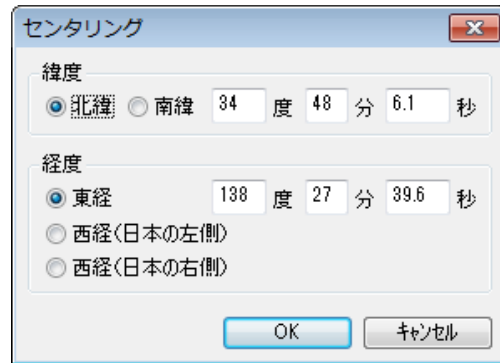 センタリング
緯度
北緯 南緯 34 度 48 分 6.1 秒
経度
東経 138 度 27 分 39.6 秒
西経(日本の左側)
西経(日本の右側)
OK キャンセル